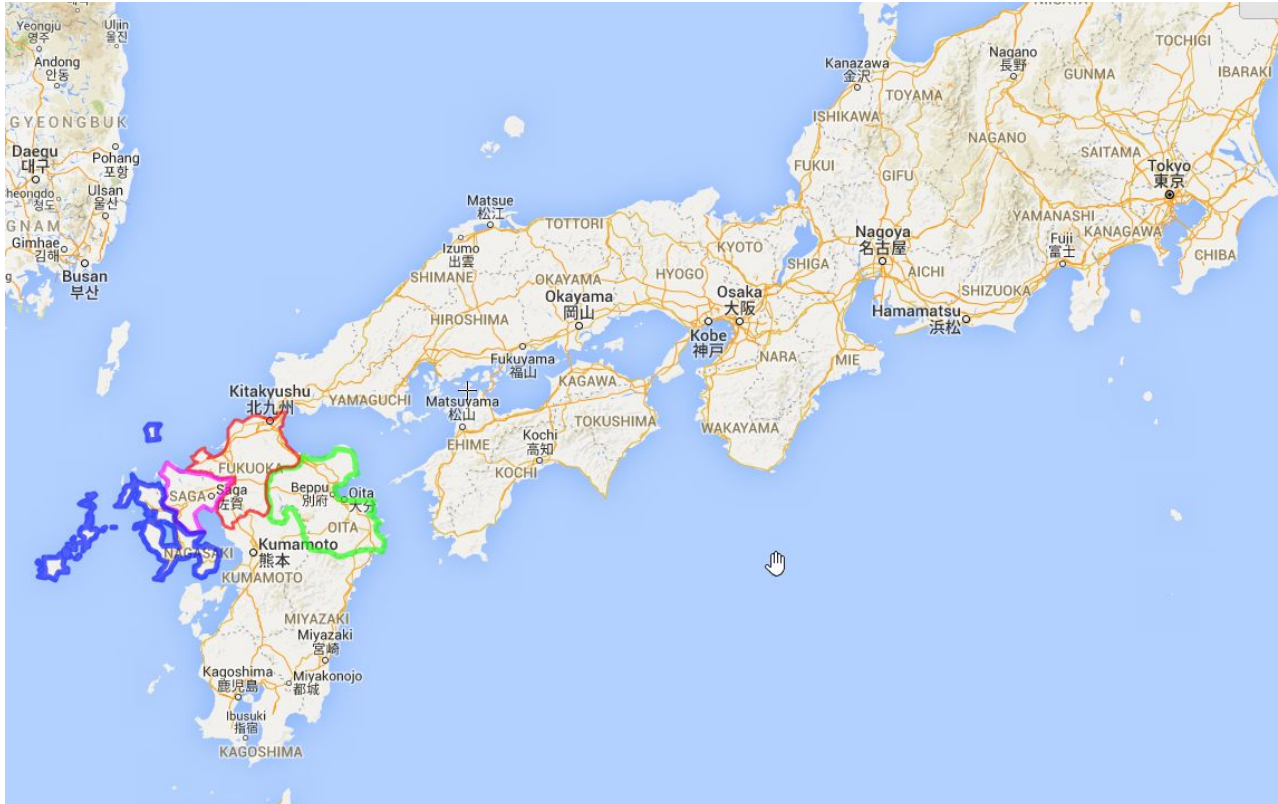 NIIGATA
Yeongju
영주
Uljin
울진
Andong
안동
TOCHIGI
Nagano
長野
Kanazawa
金沢
GUNMA
IBARAKI
TOYAMA
ISHIKAWA
GYEONGBUK
NAGANO
Daegu
대구
Pohang
포항
SAITAMA
FUKUI
GIFU
Tokyo
東京
Cheongdo
청도
Ulsan
울산
Matsue
松江
TOTTORI
YAMANASHI
GNAM
Gimhae
김해
Izumo
出雲
KYOTO
Nagoya
名古屋
Fuji
富士
KANAGAWA
CHIBA
Busan
부산
SHIMANE
OKAYAMA
HYOGO
SHIGA
AICHI
SHIZUOKA
Okayama
岡山
Osaka
大阪
Hamamatsu
浜松
HIROSHIMA
Kobe
神戸
Fukuyama
福山
NARA
MIE
Kitakyushu
北九州
YAMAGUCHI
Matsuyama
松山
KAGAWA
TOKUSHIMA
WAKAYAMA
EHIME
Kochi
高知
KOCHI
FUKUOKA
SAGA
Saga
佐賀
Beppu
別府
Oita
大分
OITA
NAGASAKI
Kumamoto
熊本
KUMAMOTO
MIYAZAKI
Miyazaki
宮崎
Kagoshima
鹿児島
Miyakonojo
都城
Ibusuki
指宿
KAGOSHIMA